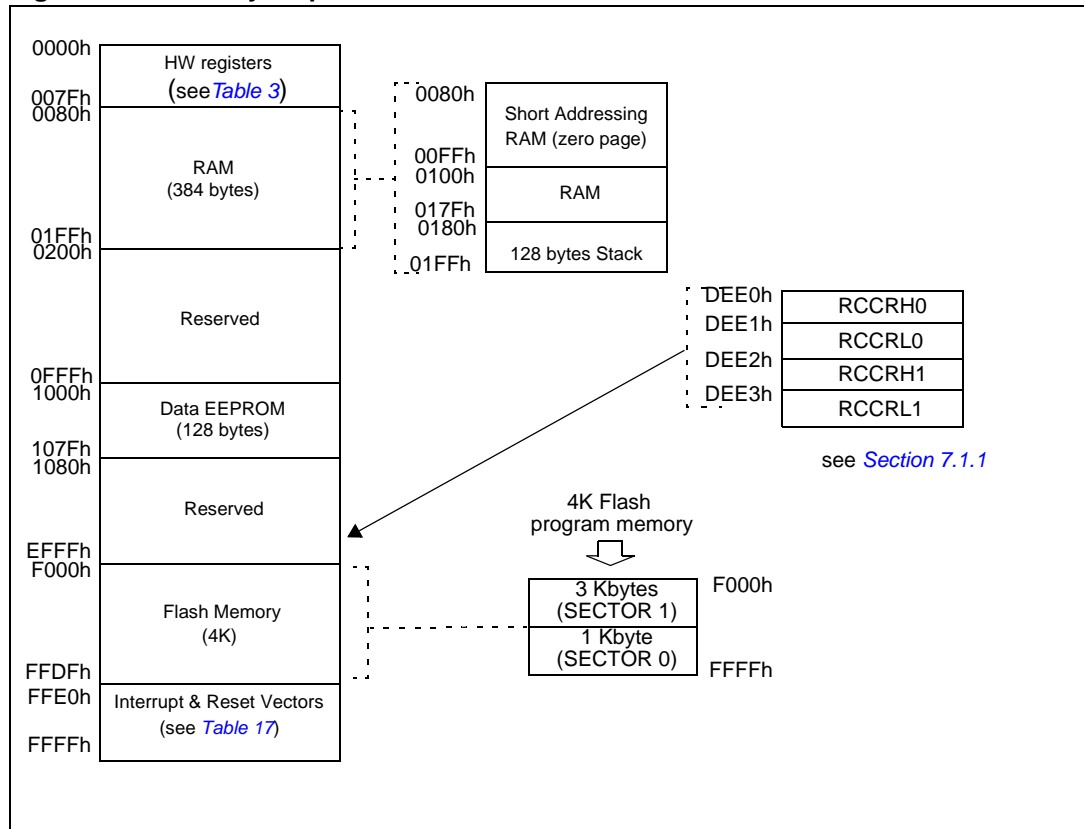 0000h
HW registers
(see Table 3)
007Fh
0080h
RAM
(384 bytes)
01FFh
0200h
Reserved
0FFFh
1000h
Data EEPROM
(128 bytes)
107Fh
1080h
Reserved
EFFFh
F000h
Flash Memory
(4K)
FFDFh
FFE0h
Interrupt & Reset Vectors
(see Table 17)
FFFFh
0080h
Short Addressing
RAM (zero page)
00FFh
0100h
RAM
017Fh
0180h
128 bytes Stack
01FFh
DEE0h
RCCRH0
DEE1h
RCCRL0
DEE2h
RCCRH1
DEE3h
RCCRL1
see Section 7.1.1
4K Flash
program memory
3 Kbytes
(SECTOR 1)
F000h
1 Kbyte
(SECTOR 0)
FFFFh